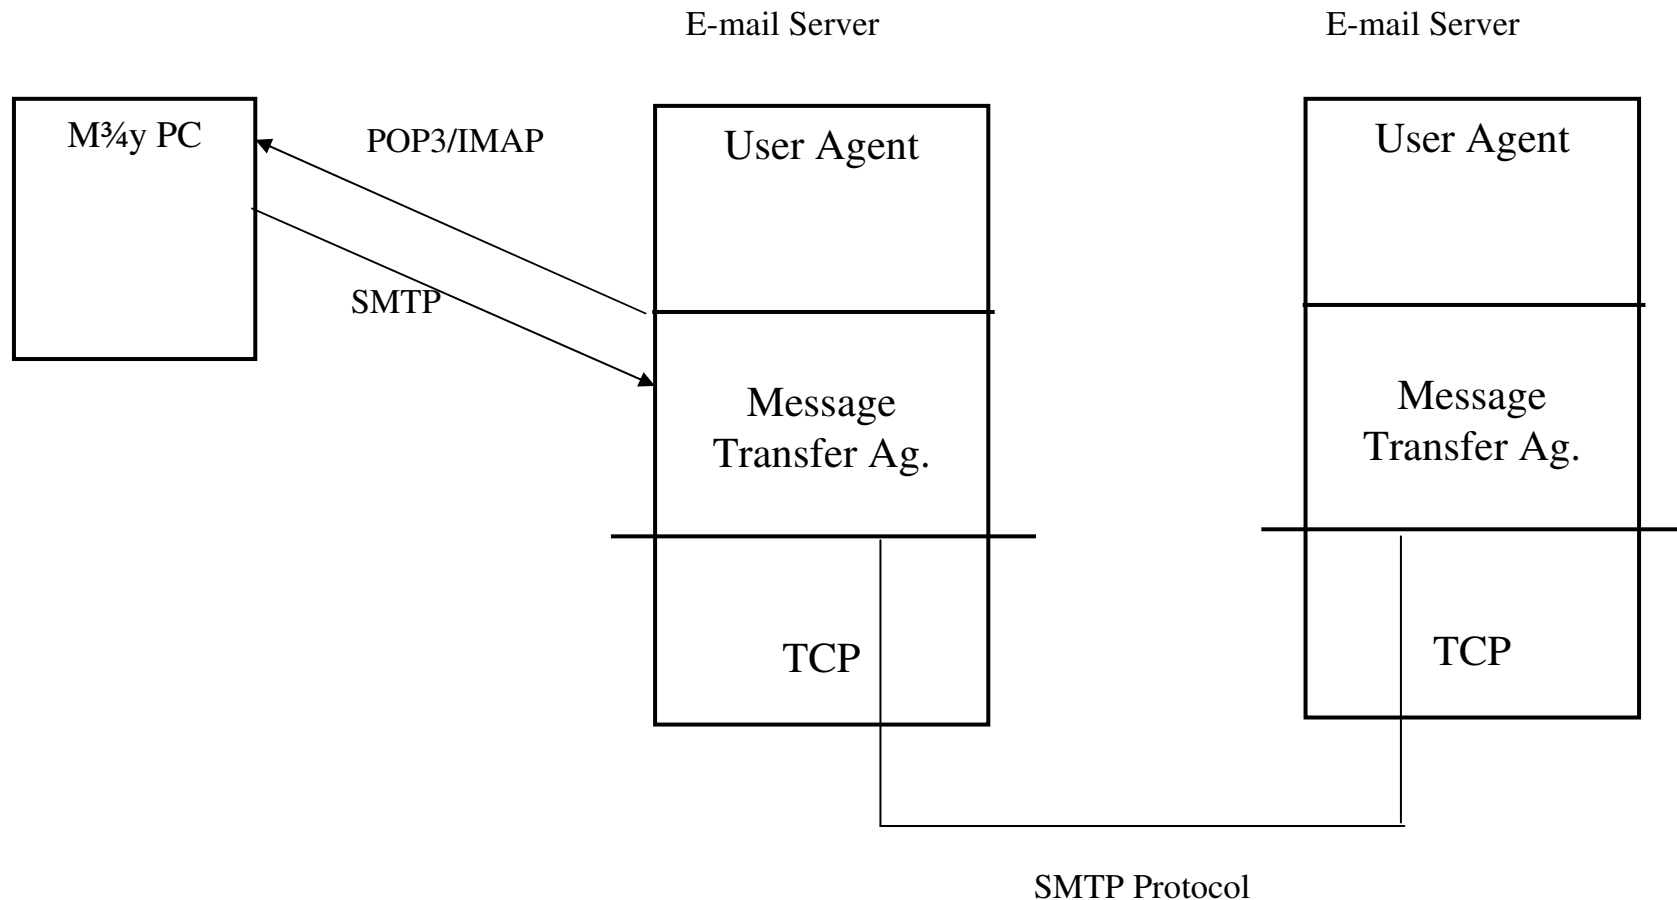 E-mail Server
E-mail Server
M¾y PC
POP3/IMAP
SMTP
User Agent
Message
Transfer Ag.
TCP
User Agent
Message
Transfer Ag.
TCP
SMTP Protocol